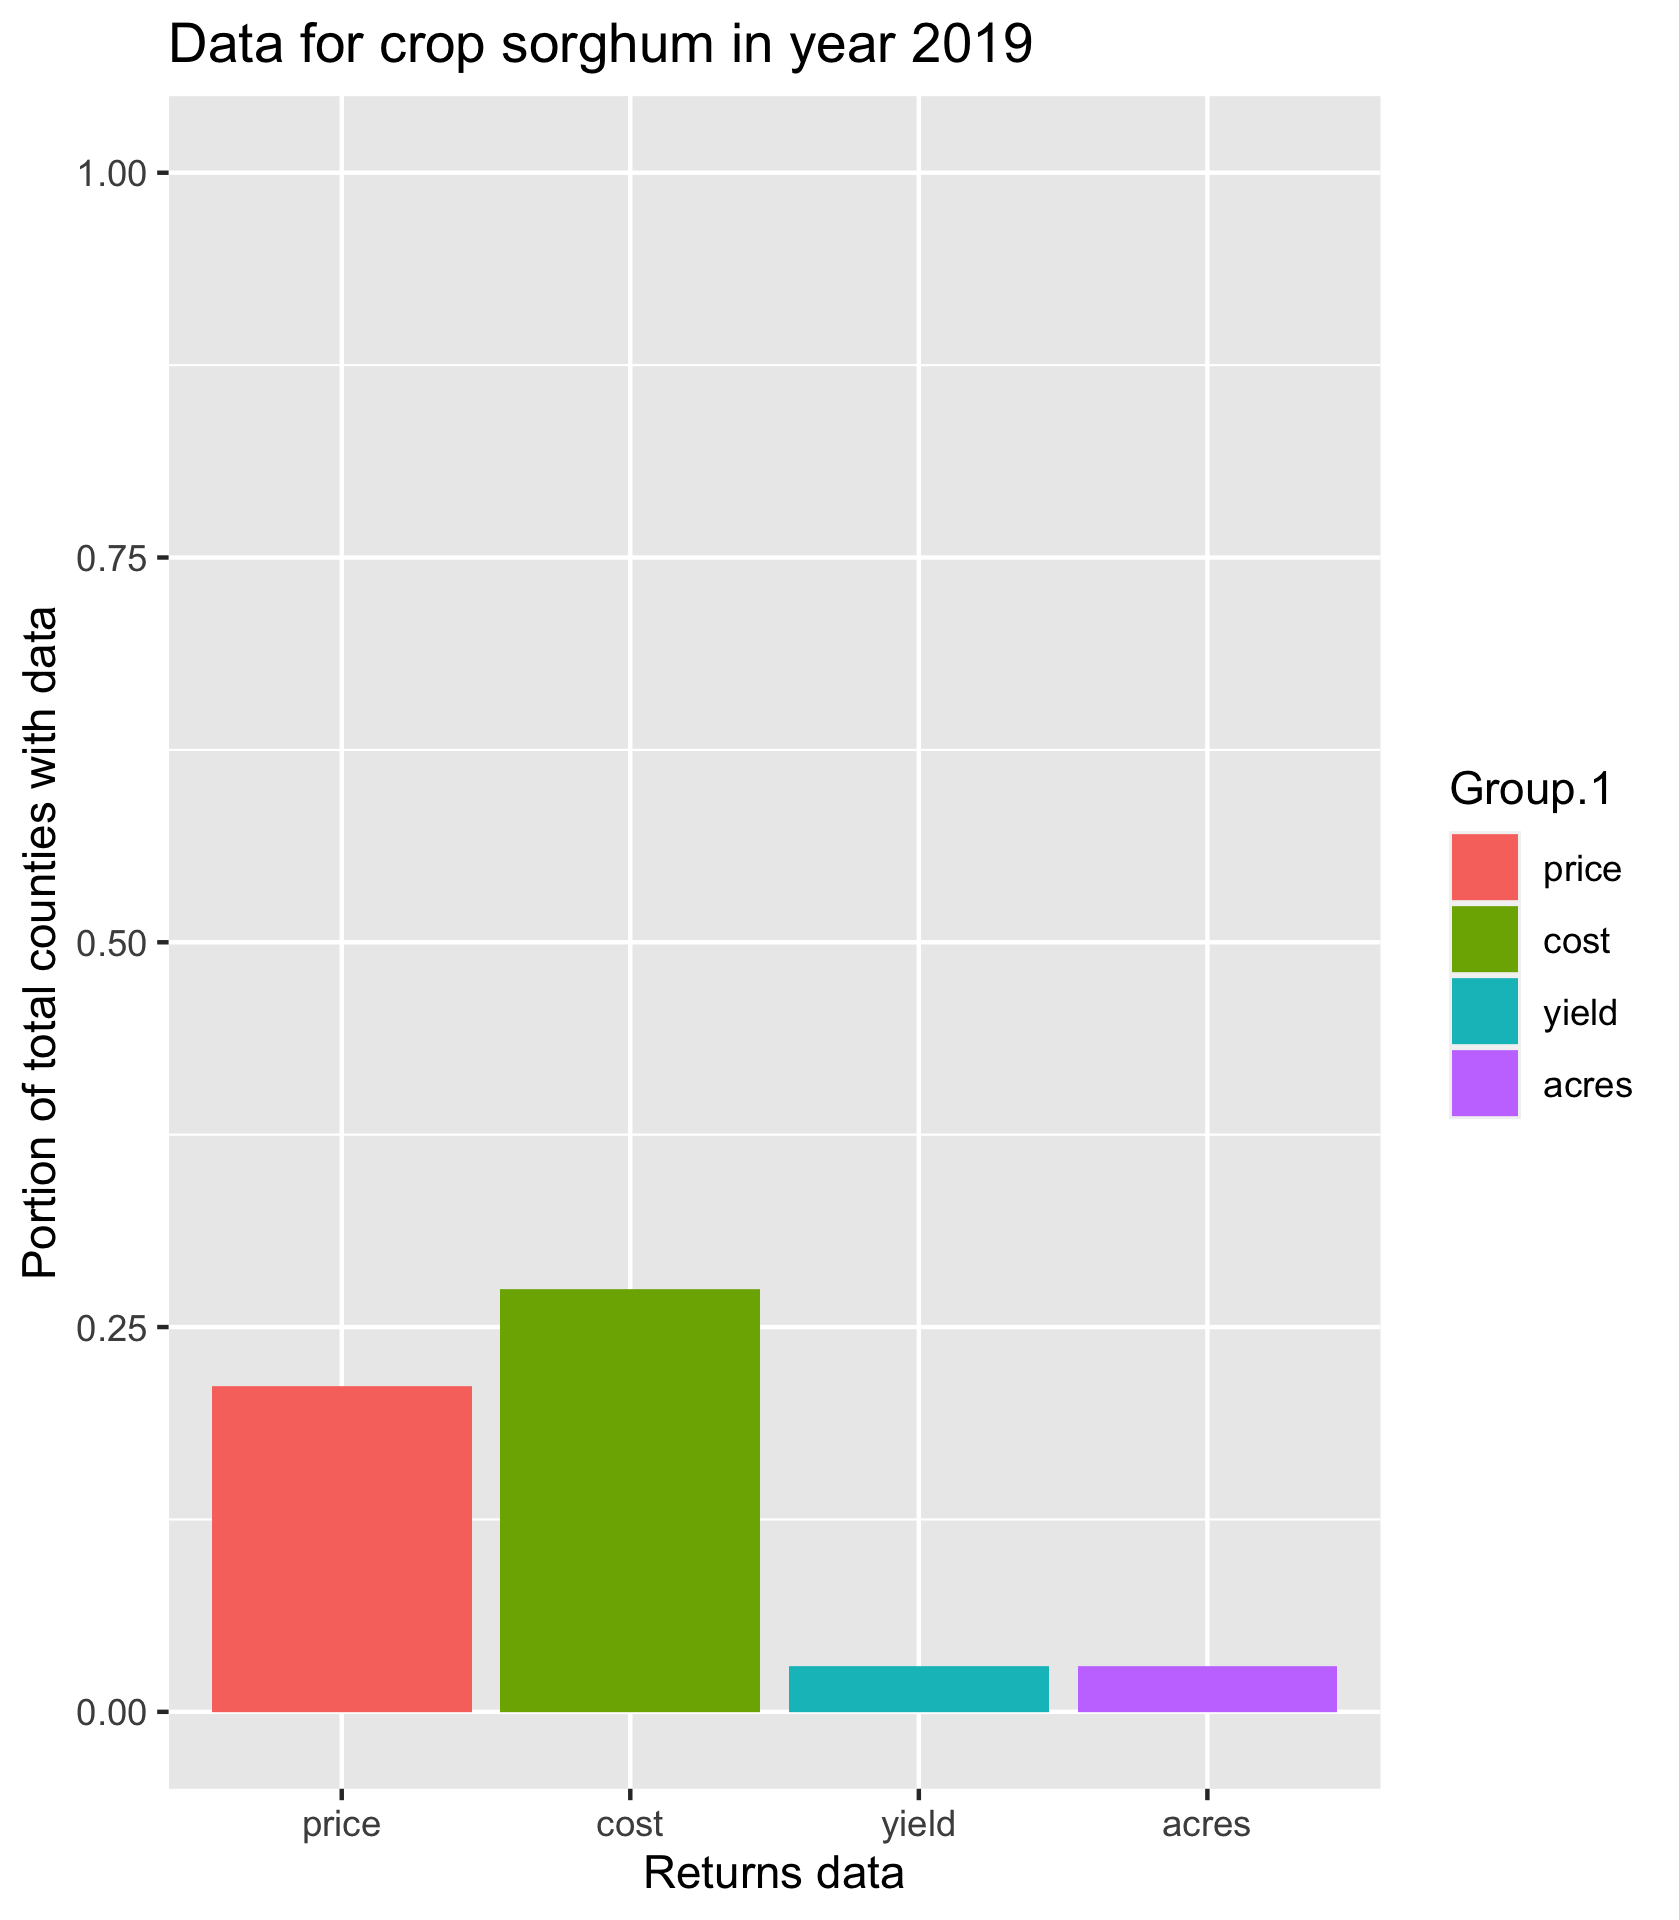 Data for crop sorghum in year 2019
Portion of total counties with data
1.00
0.75
0.50
0.25
0.00
price
cost
yield
acres
Returns data
Group.1
price
cost
yield
acres